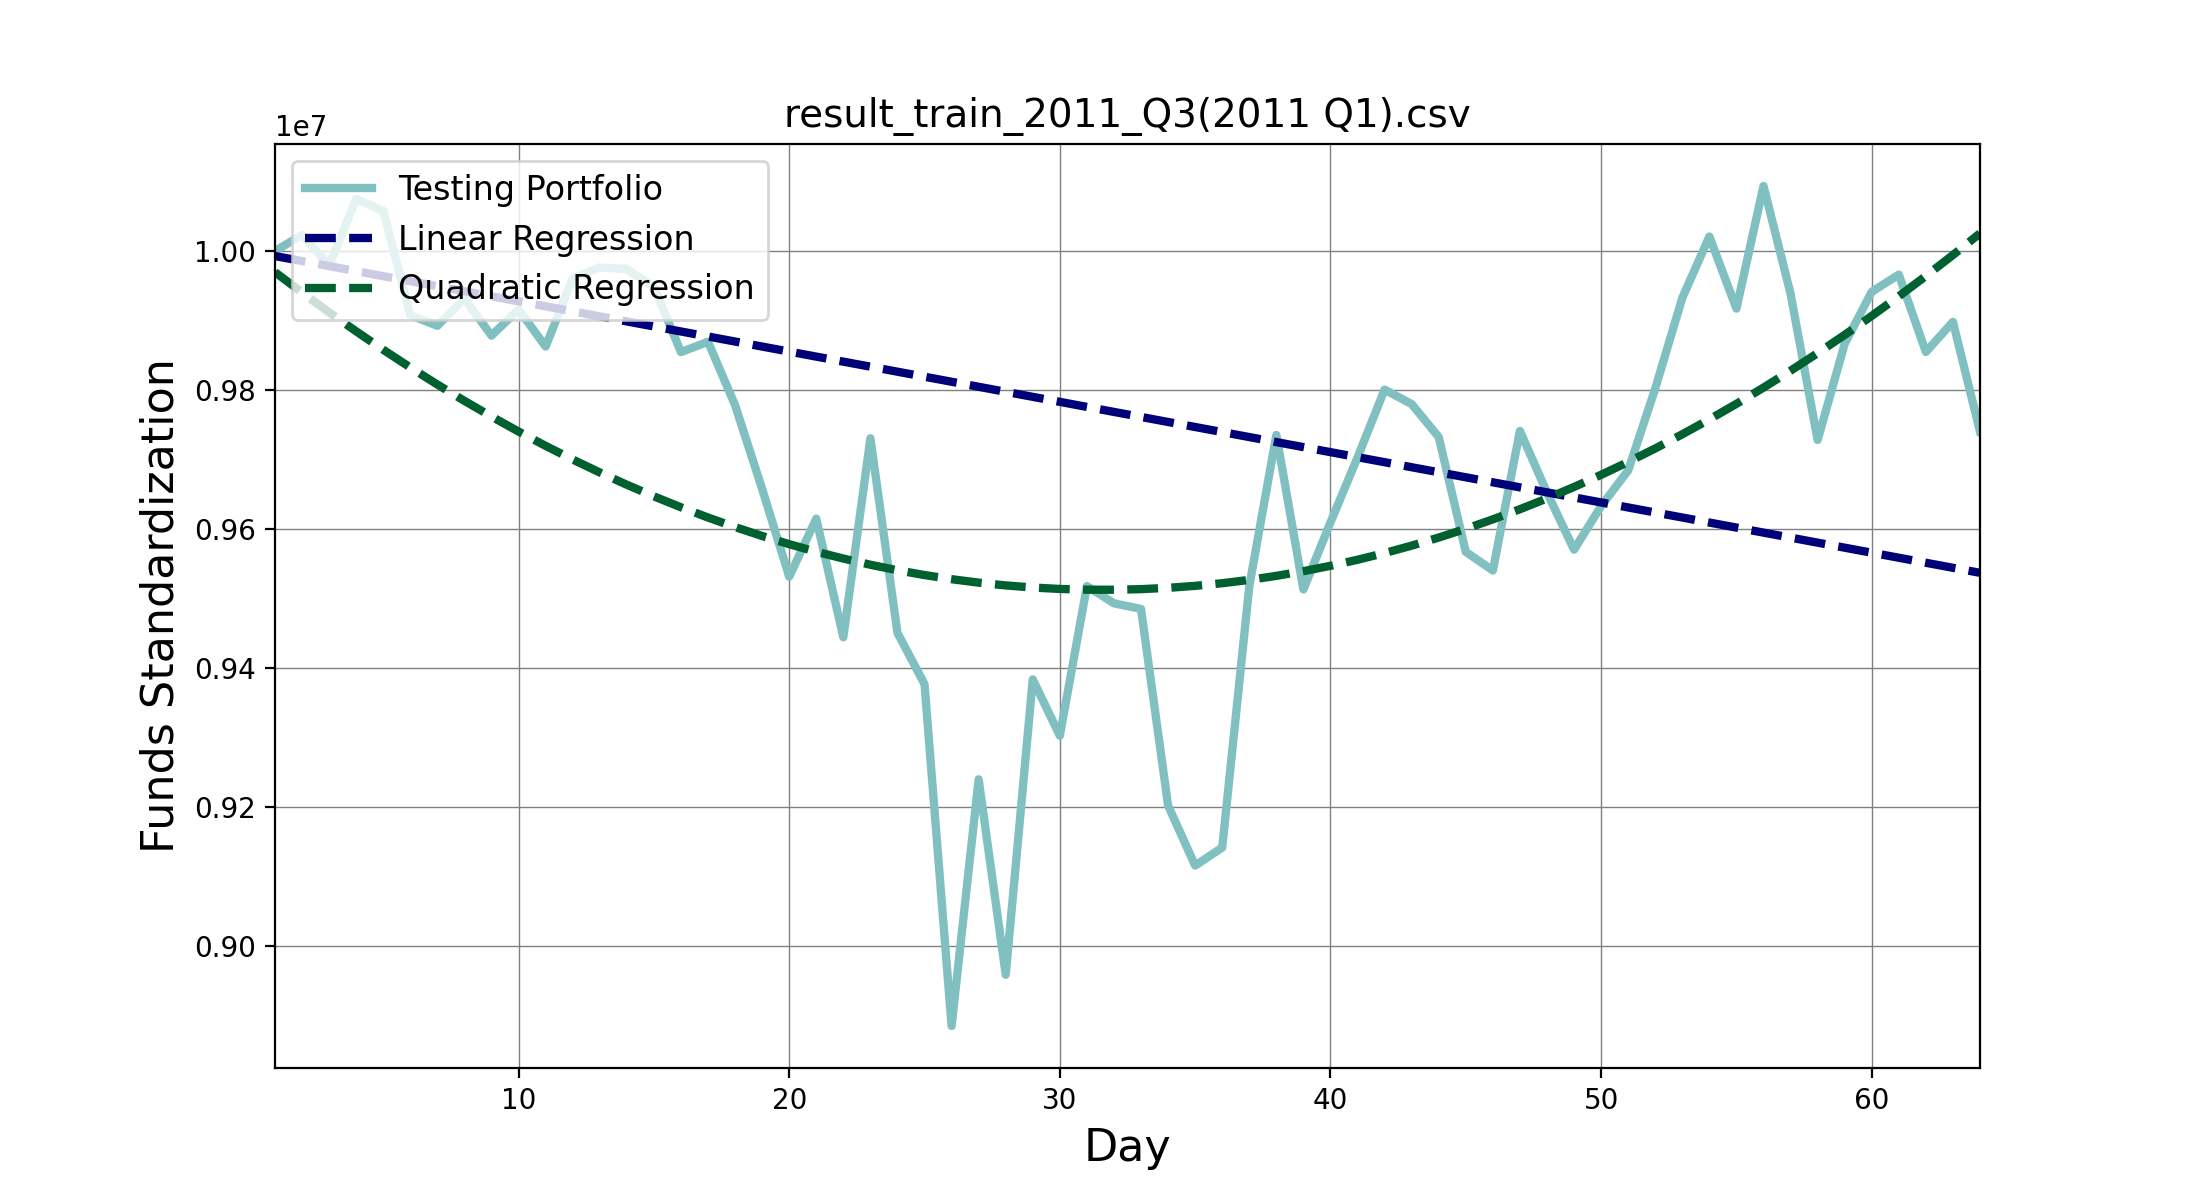 result_train_2011_Q3(2011 Q1).csv
1e7
Testing Portfolio
Linear Regression
Quadratic Regression
1.00
0.98
0.96
0.94
0.92
0.90
Funds Standardization
10 20 30 40 50 60
Day